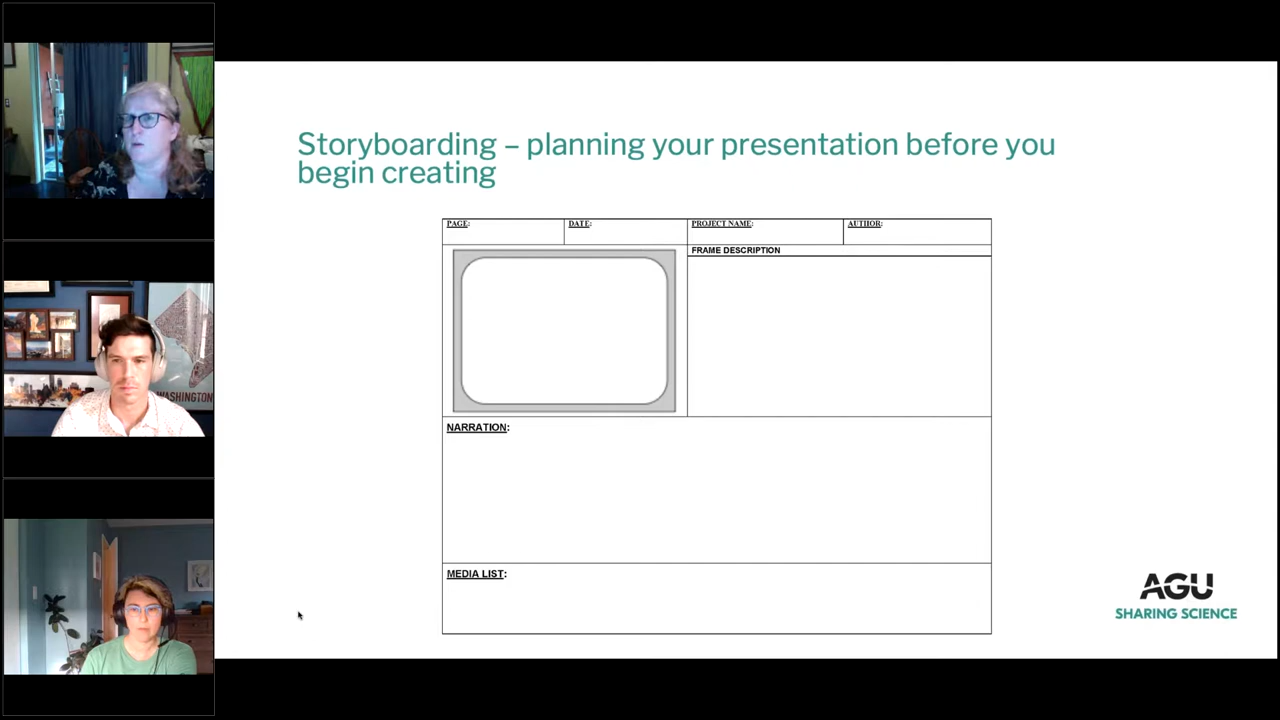 Storyboarding – planning your presentation before you
begin creating
PAGE: DATE: PROJECT NAME: AUTHOR:
FRAME DESCRIPTION
NARRATION:
MEDIA LIST:
AGU
SHARING SCIENCE
WASHINGTON